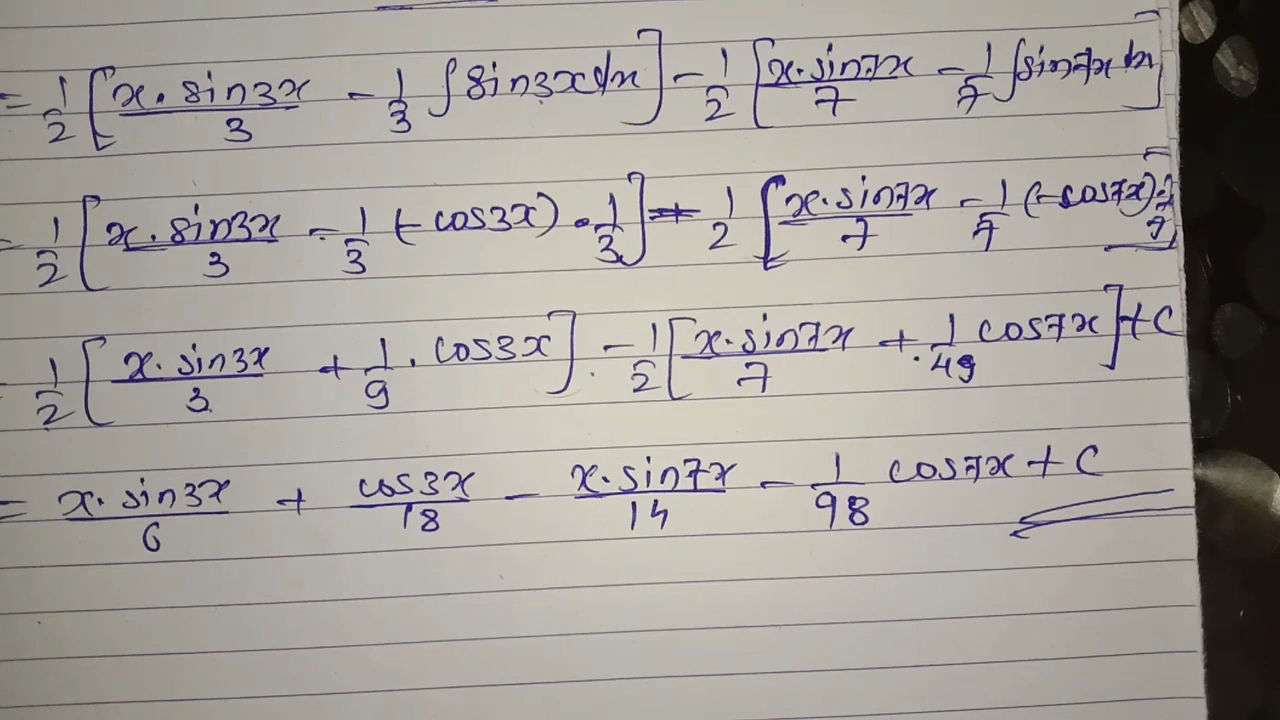 = 1/2 [x. sin3x/3 - 1/3 ∫ sin3x dx] - 1/2 [x. sin7x/7 - 1/7 ∫ sin7x dx]
= 1/2 [x. sin3x/3 - 1/3 (- cos3x) . 1/3] - 1/2 [x. sin7x/7 - 1/7 (- cos7x) . 1/7]
= 1/2 [x. sin3x/3 + 1/9 . cos3x] - 1/2 [x. sin7x/7 + 1/49 cos7x] + c
= x. sin3x/6 + cos3x/18 - x. sin7x/14 - 1/98 cos7x + c